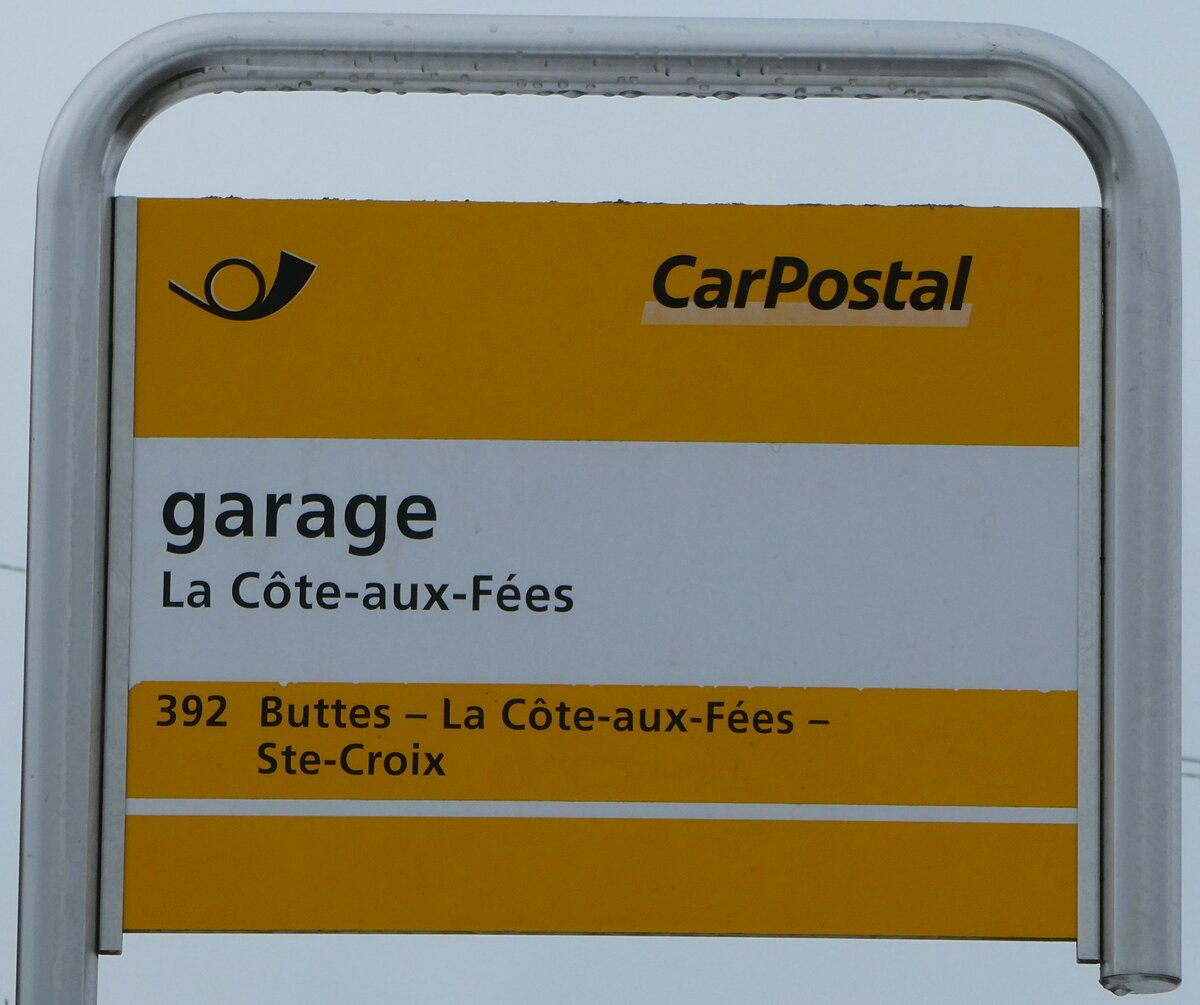 CarPostal
garage
La Côte-aux-Fées
392 Buttes – La Côte-aux-Fées –
Ste-Croix